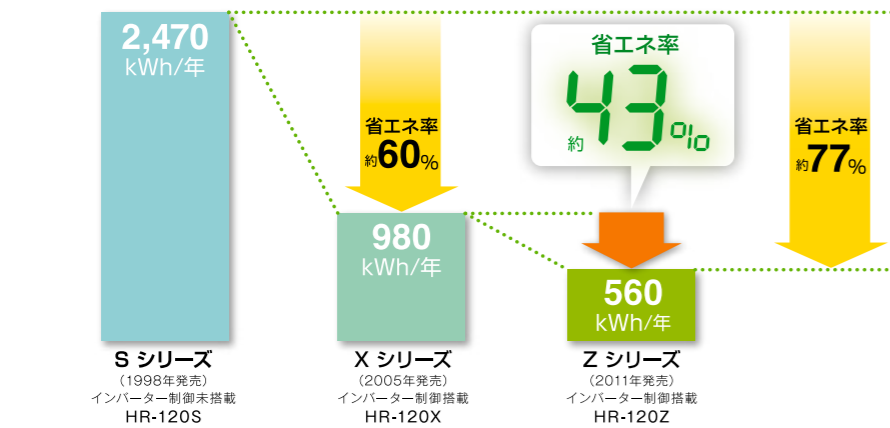 2,470
kWh/年
省エネ率
約60%
980
kWh/年
省エネ率
約43%
560
kWh/年
省エネ率
約77%
S シリーズ
（1998年発売）
インバーター制御未搭載
HR-120S
X シリーズ
（2005年発売）
インバーター制御搭載
HR-120X
Z シリーズ
（2011年発売）
インバーター制御搭載
HR-120Z